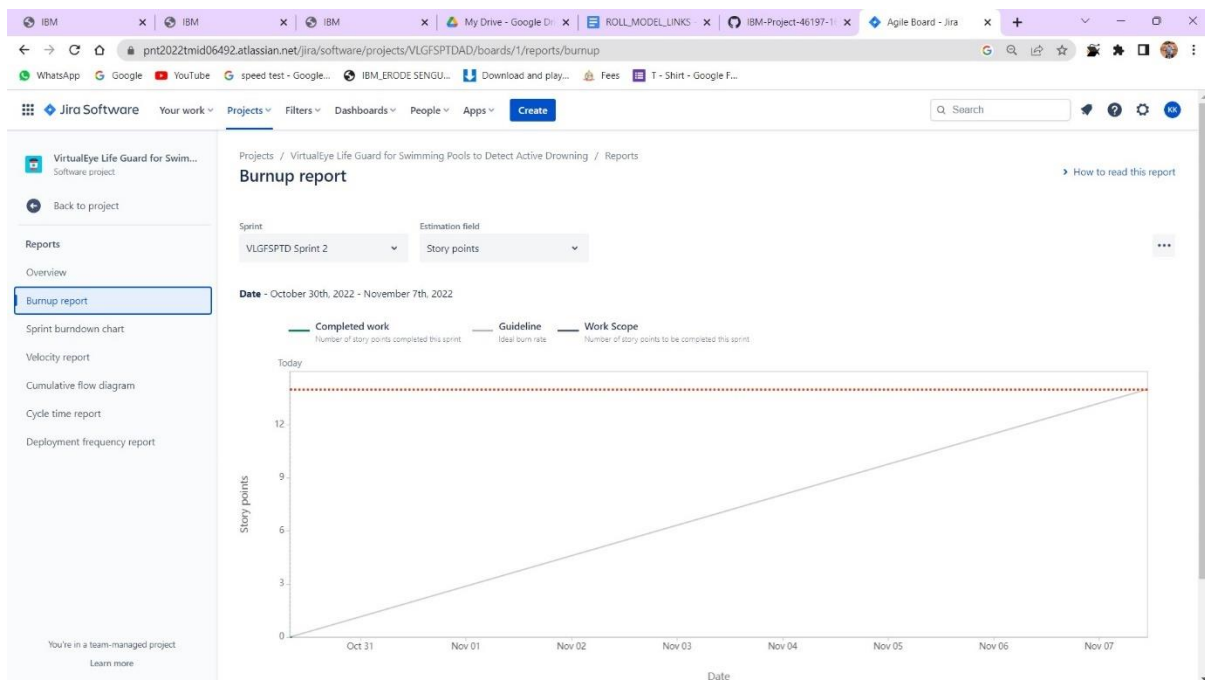 IBM
IBM
IBM
My Drive - Google Dri
ROLL_MODEL_LINKS -
IBM-Project-46197-1
Agile Board - Jira
pnt2022tmid06492.atlassian.net/jira/software/projects/VLGFSPTDAD/boards/1/reports/burnup
WhatsApp
Google
YouTube
speed test - Google...
IBM_ERODE SENGU...
Download and play...
Fees
T - Shirt - Google F...
Jira Software
Your work
Projects
Filters
Dashboards
People
Apps
Create
Search
KK
VirtualEye Life Guard for Swim...
Software project
Back to project
Reports
Overview
Burnup report
Sprint burndown chart
Velocity report
Cumulative flow diagram
Cycle time report
Deployment frequency report
You're in a team-managed project
Learn more
Projects / VirtualEye Life Guard for Swimming Pools to Detect Active Drowning / Reports
Burnup report
How to read this report
Sprint
Estimation field
VLGFSPTD Sprint 2
Story points
Date - October 30th, 2022 - November 7th, 2022
Completed work
Number of story points completed this sprint
Guideline
Ideal burn rate
Work Scope
Number of story points to be completed this sprint
Today
12
9
6
3
0
Story points
Oct 31
Nov 01
Nov 02
Nov 03
Nov 04
Nov 05
Nov 06
Nov 07
Date